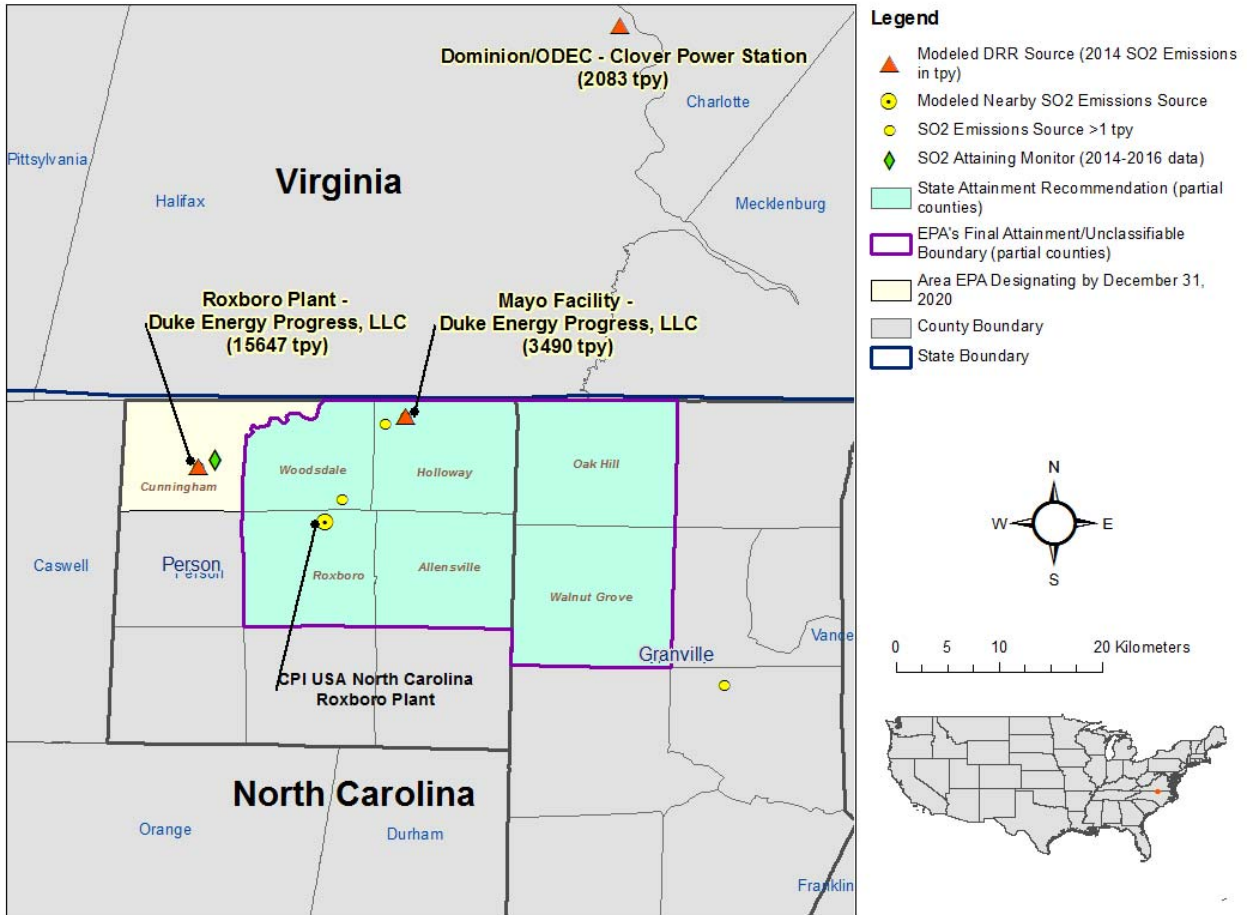 Dominion/ODEC - Clover Power Station
(2083 tpy)
Charlotte
Pittsylvania
Virginia
Halifax
Mecklenburg
Roxboro Plant -
Duke Energy Progress, LLC
(15647 tpy)
Mayo Facility -
Duke Energy Progress, LLC
(3490 tpy)
Woodsdale
Holloway
Oak Hill
Cunningham
Caswell
Person
Person
Roxboro
Allensville
Walnut Grove
Vance
Granville
CPI USA North Carolina
Roxboro Plant
North Carolina
Orange
Durham
Franklin
Legend
Modeled DRR Source (2014 SO2 Emissions
in tpy)
Modeled Nearby SO2 Emissions Source
SO2 Emissions Source >1 tpy
SO2 Attaining Monitor (2014-2016 data)
State Attainment Recommendation (partial
counties)
EPA's Final Attainment/Unclassifiable
Boundary (partial counties)
Area EPA Designating by December 31,
2020
County Boundary
State Boundary
N
W E
S
0 5 10 20 Kilometers